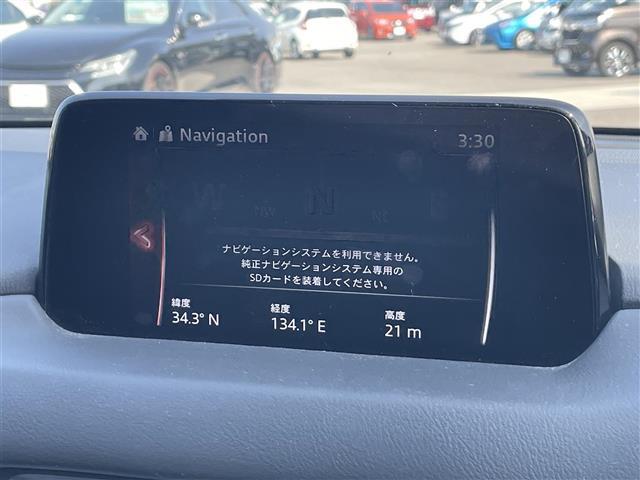 Navigation
3:30
W
NW
N
NE
E
ナビゲーションシステムを利用できません。
純正ナビゲーションシステム専用の
SDカードを装着してください。
緯度
経度
高度
34.3° N
134.1° E
21 m